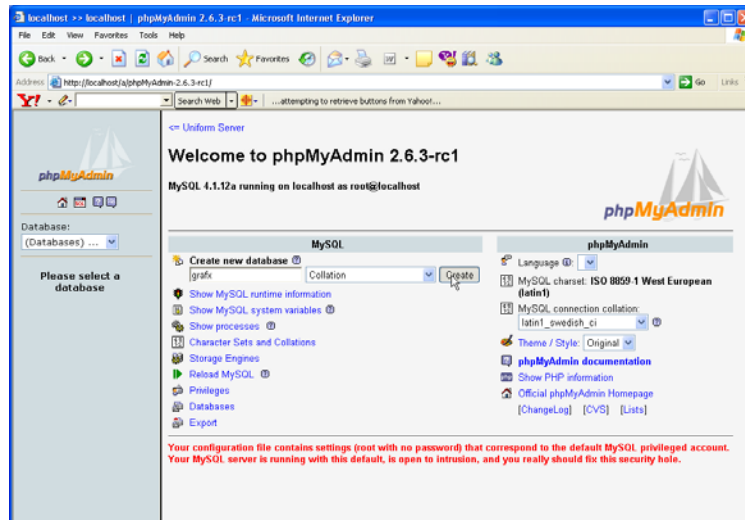 localhost >> localhost | phpMyAdmin 2.6.3-rc1 - Microsoft Internet Explorer
File Edit View Favorites Tools Help
Back Search Favorites
Address http://localhost/a/phpMyAdmin-2.6.3-rc1/ Go Links
Y! Search Web ...attempting to retrieve buttons from Yahoo!...
phpMyAdmin
Database:
(Databases) ...
Please select a
database
<= Uniform Server
Welcome to phpMyAdmin 2.6.3-rc1
MySQL 4.1.12a running on localhost as root@localhost
phpMyAdmin
MySQL
Create new database
grafx Collation Create
Show MySQL runtime information
Show MySQL system variables
Show processes
Character Sets and Collations
Storage Engines
Reload MySQL
Privileges
Databases
Export
phpMyAdmin
Language
MySQL charset: ISO 8859-1 West European
(latin1)
MySQL connection collation:
latin1_swedish_ci
Theme / Style: Original
phpMyAdmin documentation
Show PHP information
Official phpMyAdmin Homepage
[ChangeLog] [CVS] [Lists]
Your configuration file contains settings (root with no password) that correspond to the default MySQL privileged account.
Your MySQL server is running with this default, is open to intrusion, and you really should fix this security hole.